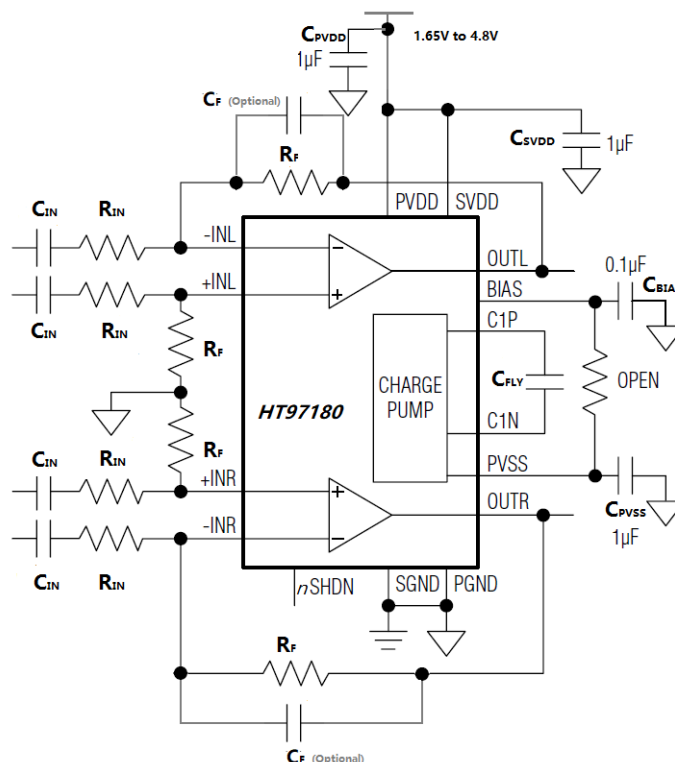 CPVDD
1µF
1.65V to 4.8V
CF (Optional)
RF
CSVDD
1µF
PVDD SVDD
CIN RIN
-INL
OUTL
+INL
BIAS
0.1µF
CBIA
CIN RIN
C1P
RF
CHARGE
PUMP
CFLY
OPEN
HT97180
C1N
RF
PVSS
CIN RIN
+INR
OUTR
-INR
CPVSS
1µF
CIN RIN
nSHDN
SGND PGND
RF
CF (Optional)